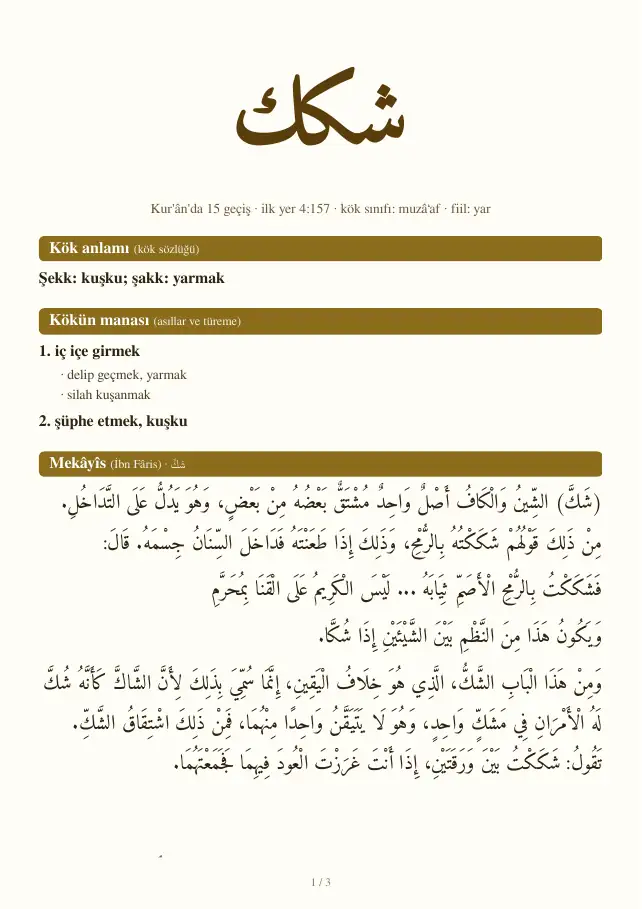 شكك
Kur'ân'da 15 geçiş · ilk yer 4:157 · kök sınıfı: muzâ‘af · fiil: yar
Kök anlamı (kök sözlüğü)
Şekk: kuşku; şakk: yarmak
Kökün manası (asıllar ve türeme)
1. iç içe girmek
· delip geçmek, yarmak
· silah kuşanmak
2. şüphe etmek, kuşku
Mekâyîs (İbn Fâris) · شك
(شَكَّ) الشِّينُ وَالْكَافُ أَصْلٌ وَاحِدٌ مُشْتَقٌّ بَعْضُهُ مِنْ بَعْضٍ، وَهُوَ يَدُلُّ عَلَى التَّدَاخُلِ.
مِنْ ذَلِكَ قَوْلُهُمْ شَكَكْتُهُ بِالرُّمْحِ، وَذَلِكَ إِذَا طَعَنْتَهُ فَدَاخَلَ السِّنَانُ جِسْمَهُ. قَالَ:
فَشَكَكْتُ بِالرُّمْحِ الْأَصَمِّ ثِيَابَهُ ... لَيْسَ الْكَرِيمُ عَلَى الْقَنَا بِمُحَرَّمِ
وَيَكُونُ هَذَا مِنَ النَّظْمِ بَيْنَ الشَّيْئَيْنِ إِذَا شُكَّا.
وَمِنْ هَذَا الْبَابِ الشَّكُّ، الَّذِي هُوَ خِلَافُ الْيَقِينِ، إِنَّمَا سُمِّيَ بِذَلِكَ لِأَنَّ الشَّاكَّ كَأَنَّهُ شُكَّ
لَهُ الْأَمْرَانِ فِي مَشَكٍّ وَاحِدٍ، وَهُوَ لَا يَتَيَقَّنُ وَاحِدًا مِنْهُمَا، فَمِنْ ذَلِكَ اشْتِقَاقُ الشَّكِّ.
تَقُولُ: شَكَكْتُ بَيْنَ وَرَقَتَيْنِ، إِذَا أَنْتَ غَرَزْتَ الْعُودَ فِيهِمَا فَجَمَعْتَهُمَا.
1 / 3